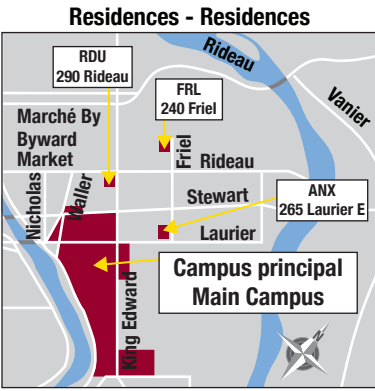 Residences - Residences
Rideau
RDU
290 Rideau
FRL
240 Friel
Vanier
Marché By
Byward
Market
Friel
Rideau
Nicholas
Waller
Stewart
ANX
265 Laurier E
Laurier
Campus principal
Main Campus
King Edward
N